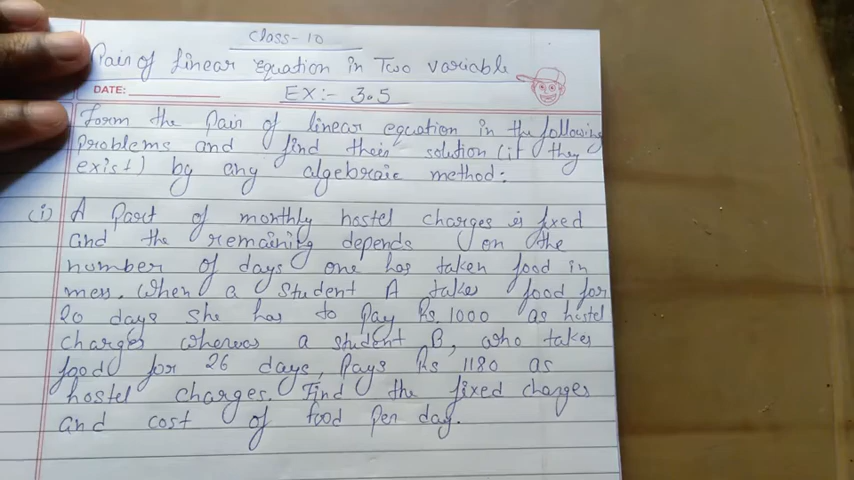 Class-10
Pair of Linear Equation in Two variable
DATE:
EX:- 3.5
Form the Pair of linear equation in the following
problems and find their solution (if they
exist) by any algebraic method:
(i) A Part of monthly hostel charges is fixed
and the remaining depends on the
number of days one has taken food in
mess. When a Student A takes food for
20 days she has to pay Rs. 1000 as hostel
charges whereas a student B, who takes
food for 26 days, Pays Rs 1180 as
hostel charges. Find the fixed charges
and cost of food per day.